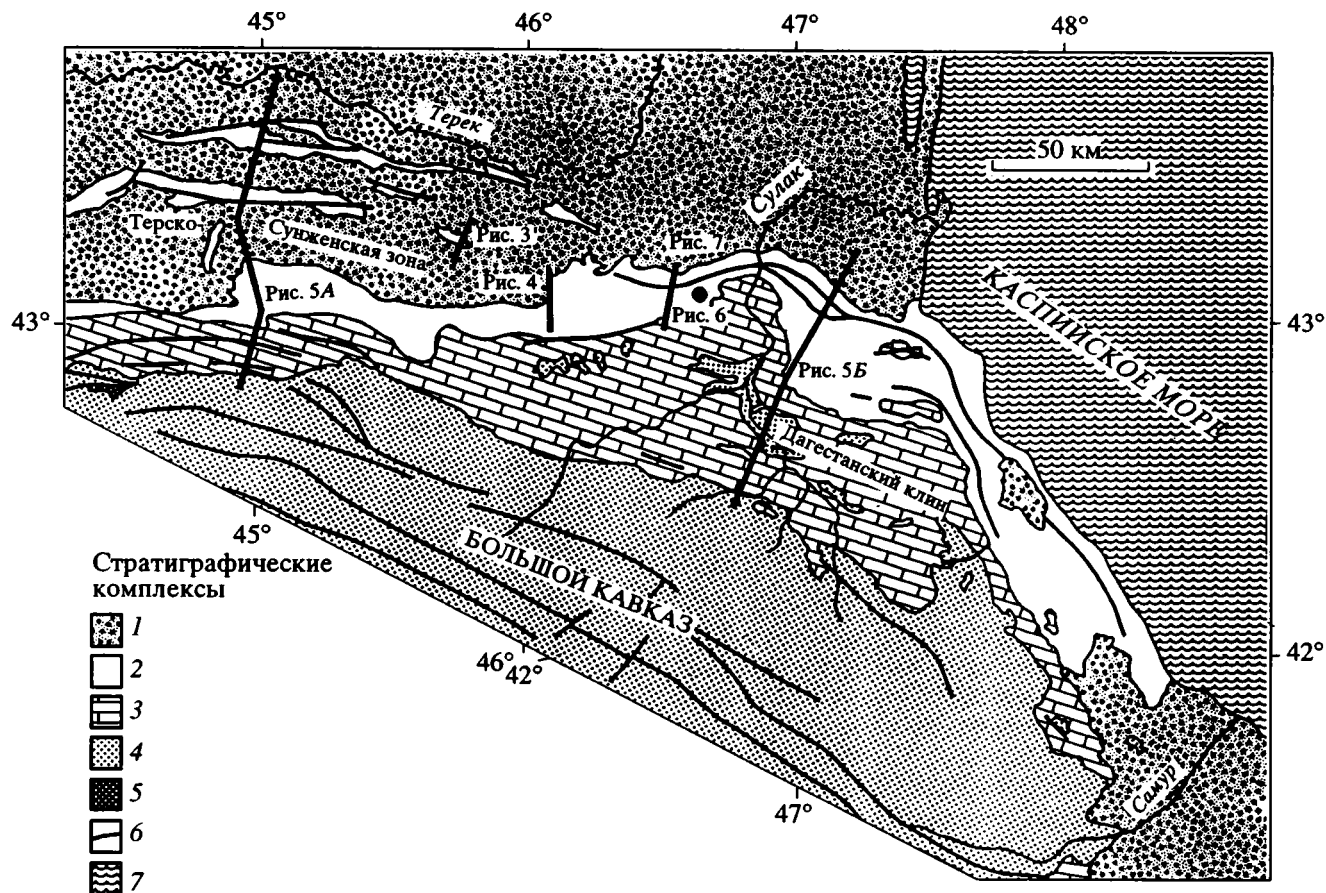 45°
46°
47°
48°
Терек
50 км
Сулак
Терско-
Сунженская зона
Рис. 3
Рис. 7
Рис. 4
Рис. 5А
Рис. 6
43°
43°
КАСПИЙСКОЕ МОРЕ
Рис. 5Б
Дагестанский клин
45°
БОЛЬШОЙ КАВКАЗ
46°
42°
42°
47°
Самур
Стратиграфические
комплексы
1
2
3
4
5
6
7